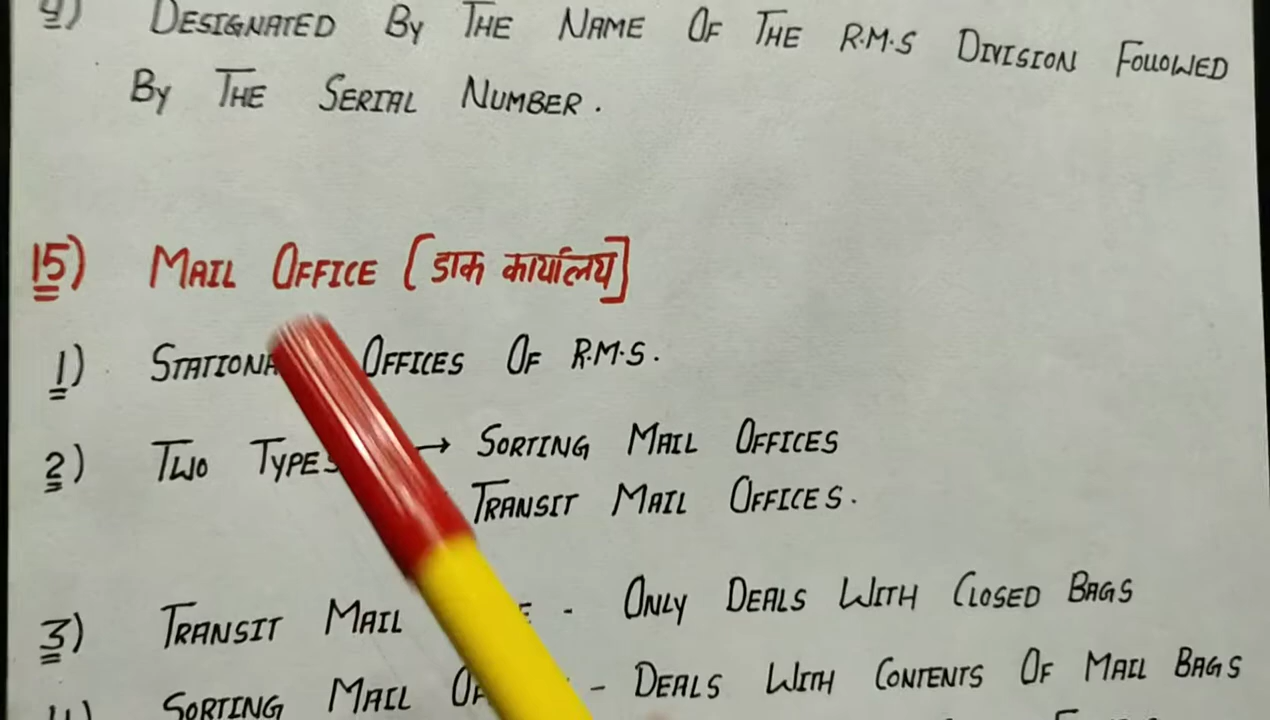 4) DESIGNATED BY THE NAME OF THE R.M.S DIVISION FOLLOWED
BY THE SERIAL NUMBER.
15) MAIL OFFICE (डाक कार्यालय]
1) OFFICES OF R.M.S.
2) TWO TYPES → SORTING MAIL OFFICES
TRANSIT MAIL OFFICES.
3) TRANSIT MAIL - ONLY DEALS WITH CLOSED BAGS
4) SORTING MAIL - DEALS WITH CONTENTS OF MAIL BAGS